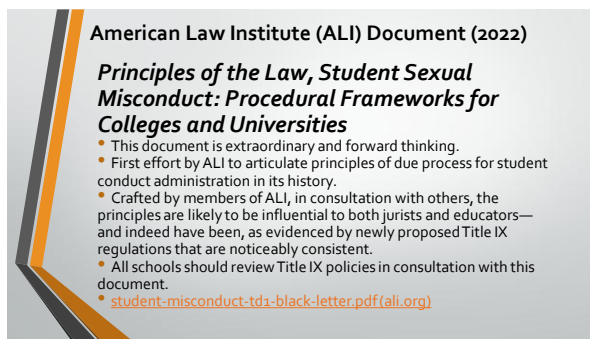 American Law Institute (ALI) Document (2022)
Principles of the Law, Student Sexual
Misconduct: Procedural Frameworks for
Colleges and Universities
• This document is extraordinary and forward thinking.
• First effort by ALI to articulate principles of due process for student
conduct administration in its history.
• Crafted by members of ALI, in consultation with others, the
principles are likely to be influential to both jurists and educators—
and indeed have been, as evidenced by newly proposed Title IX
regulations that are noticeably consistent.
• All schools should review Title IX policies in consultation with this
document.
• student-misconduct-td1-black-letter.pdf (ali.org)